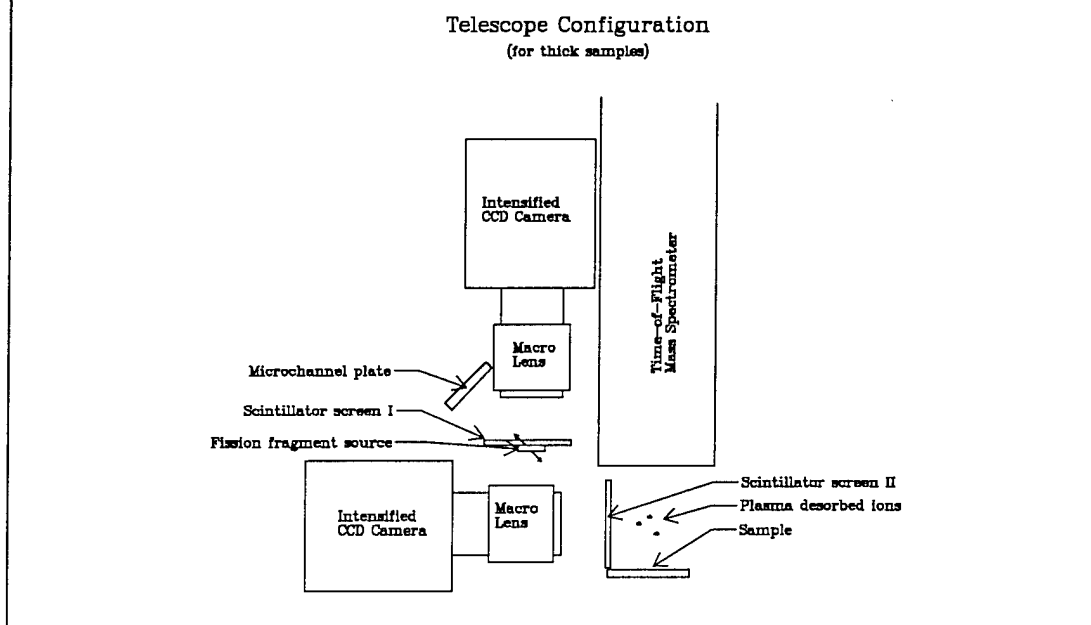 Telescope Configuration
(for thick samples)
Intensified
CCD Camera
Time-of-Flight
Mass Spectrometer
Macro
Lens
Microchannel plate
Scintillator screen I
Fission fragment source
Scintillator screen II
Plasma desorbed ions
Sample
Intensified
CCD Camera
Macro
Lens